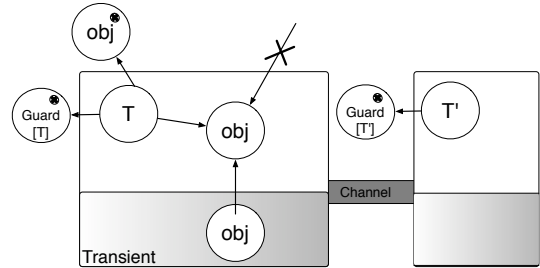 obj
Guard
[T]
T
obj
Guard
[T']
T'
Channel
obj
Transient